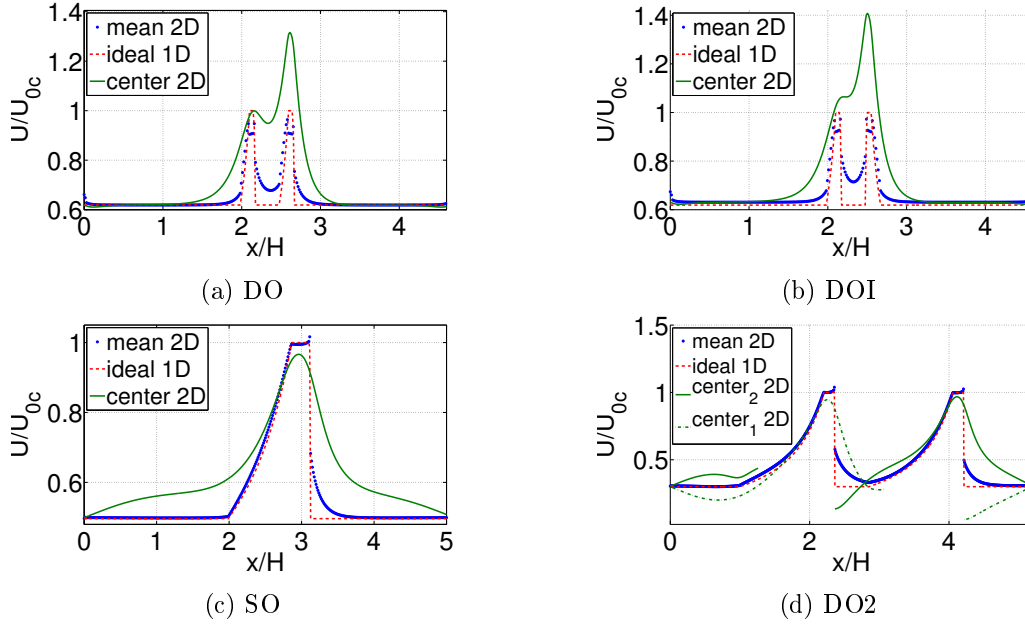 1.4
1.2
1
0.8
0.6
U/U0c
mean 2D
ideal 1D
center 2D
0 1 2 3 4
x/H
(a) DO
1.4
1.2
1
0.8
0.6
U/U0c
mean 2D
ideal 1D
center 2D
0 1 2 3 4
x/H
(b) DOI
1
0.8
0.6
U/U0c
mean 2D
ideal 1D
center 2D
0 1 2 3 4 5
x/H
(c) SO
1.5
1
0.5
U/U0c
mean 2D
ideal 1D
center2 2D
center1 2D
0 2 4
x/H
(d) DO2